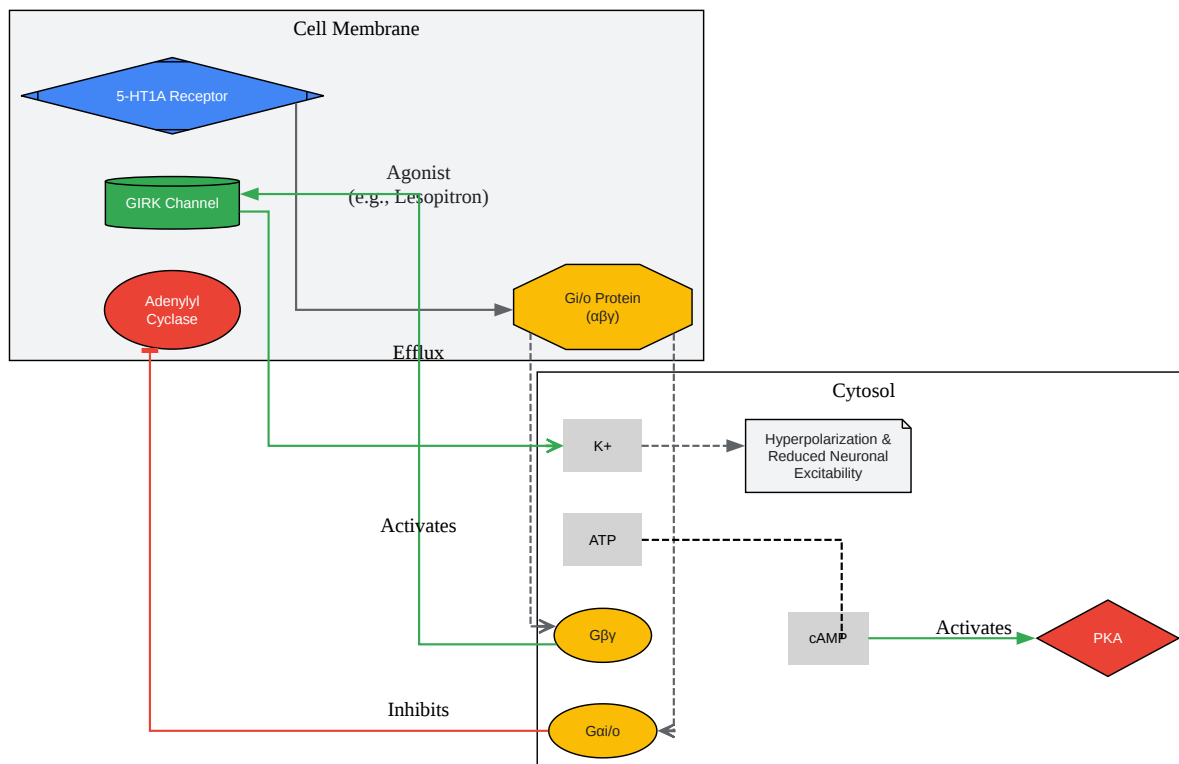 Cell Membrane
5-HT1A Receptor
Agonist
(e.g., Lesopitron)
GIRK Channel
Adenylyl
Cyclase
Gi/o Protein
(αβγ)
Efflux
Cytosol
K+
Hyperpolarization &
Reduced Neuronal
Excitability
Activates
ATP
Gβγ
cAMP
Activates
PKA
Inhibits
Gαi/o